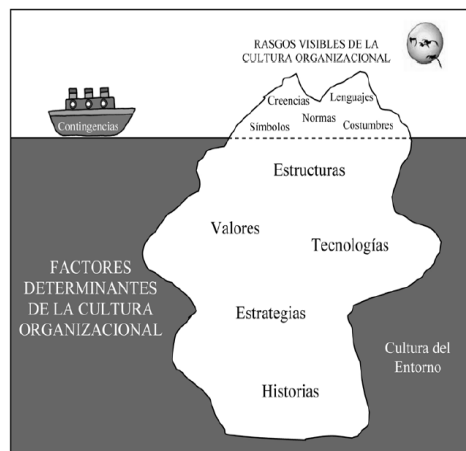 RASGOS VISIBLES DE LA
CULTURA ORGANIZACIONAL
Creencias
Lenguajes
Contingencias
Símbolos
Normas
Costumbres
Estructuras
Valores
Tecnologías
FACTORES
DETERMINANTES
DE LA CULTURA
ORGANIZACIONAL
Estrategias
Cultura del
Entorno
Historias